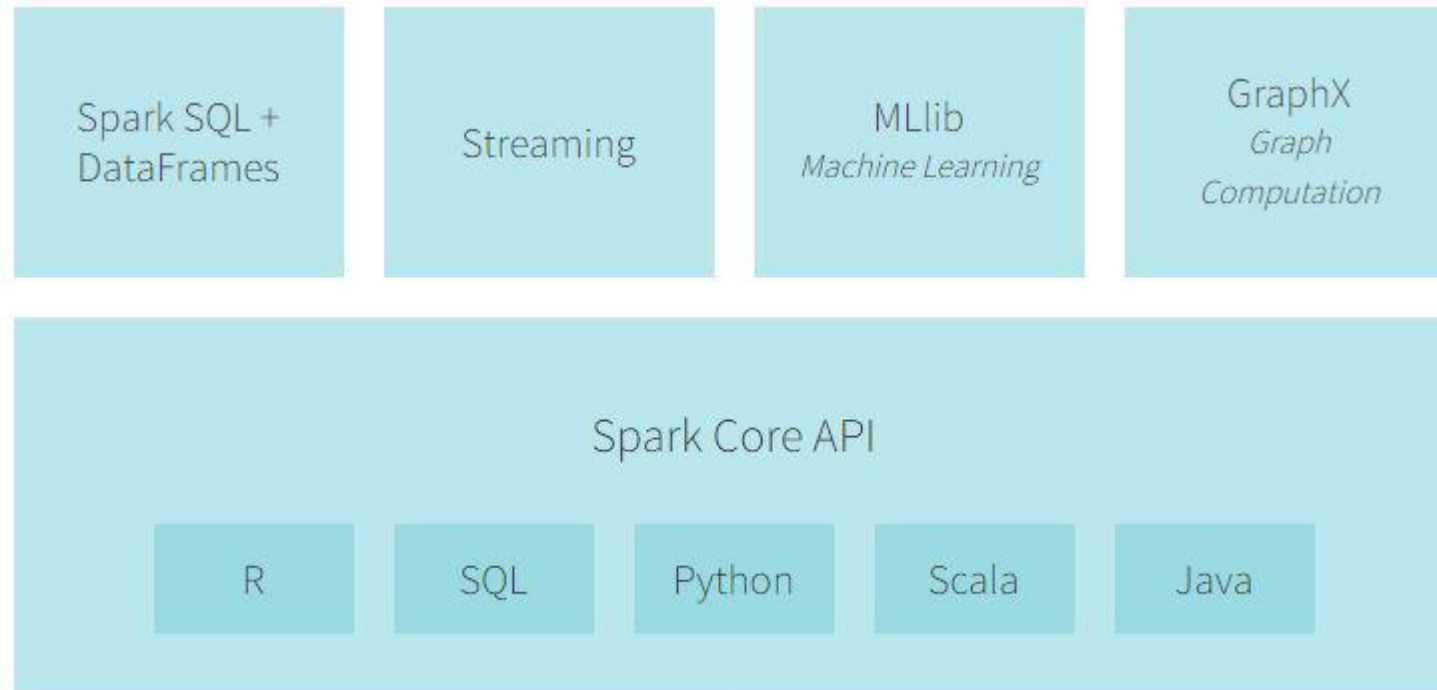 Spark SQL +
DataFrames
Streaming
MLlib
Machine Learning
GraphX
Graph
Computation
Spark Core API
R
SQL
Python
Scala
Java